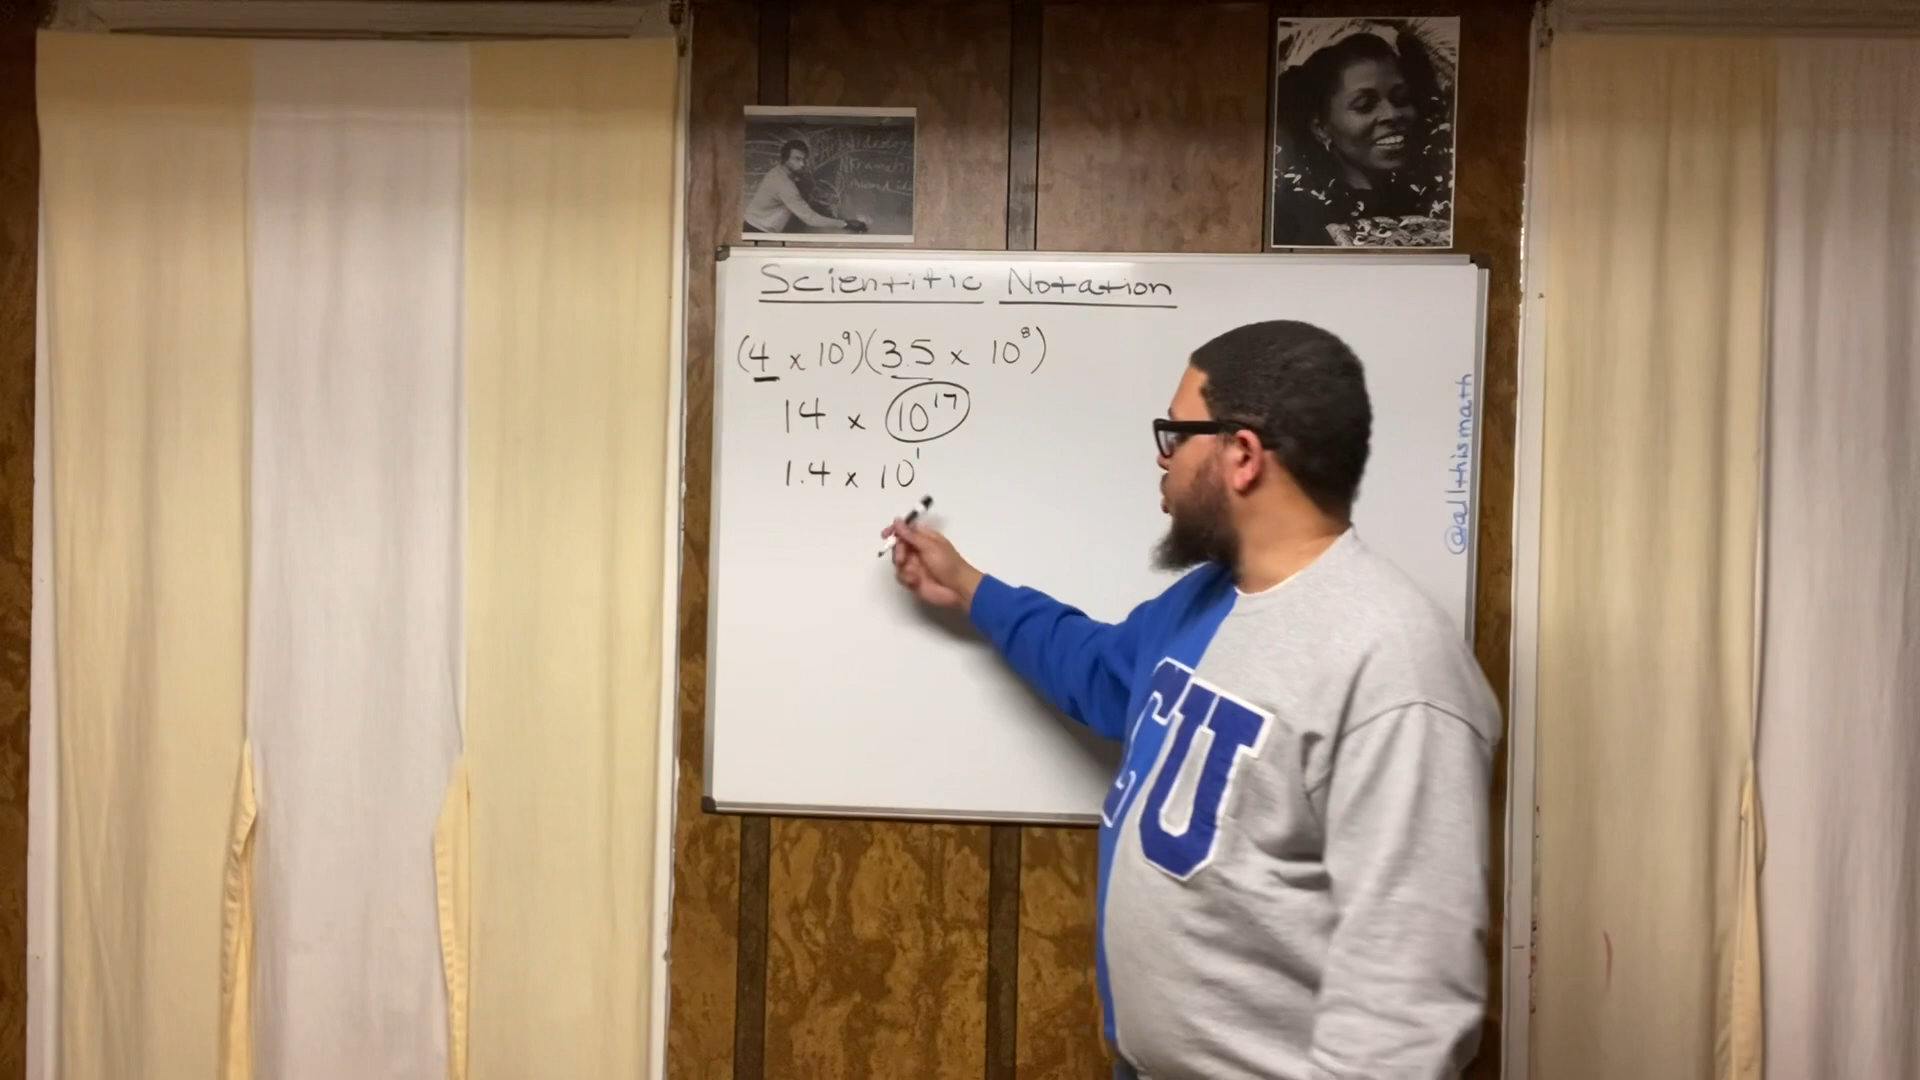 Scientific Notation
(4 x 10⁹)(3.5 x 10⁸)
14 x 10¹⁷
1.4 x 10¹
@allthismath
U